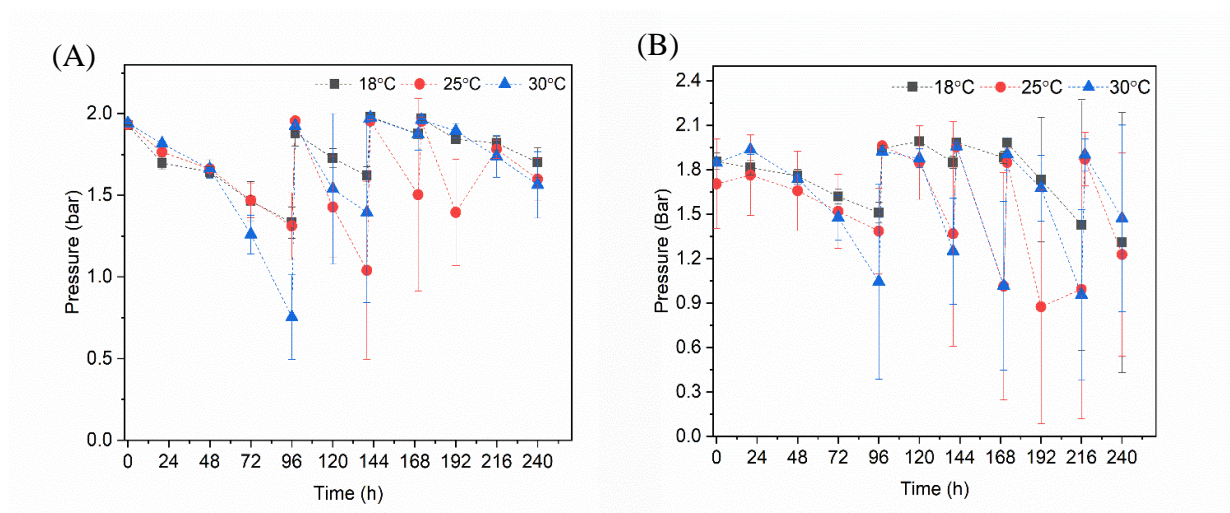 (A)
18°C 25°C 30°C
2.0
1.5
1.0
0.5
0.0
Pressure (bar)
0 24 48 72 96 120 144 168 192 216 240
Time (h)
(B)
18°C 25°C 30°C
2.4
2.1
1.8
1.5
1.2
0.9
0.6
0.3
0.0
Pressure (Bar)
0 24 48 72 96 120 144 168 192 216 240
Time (h)